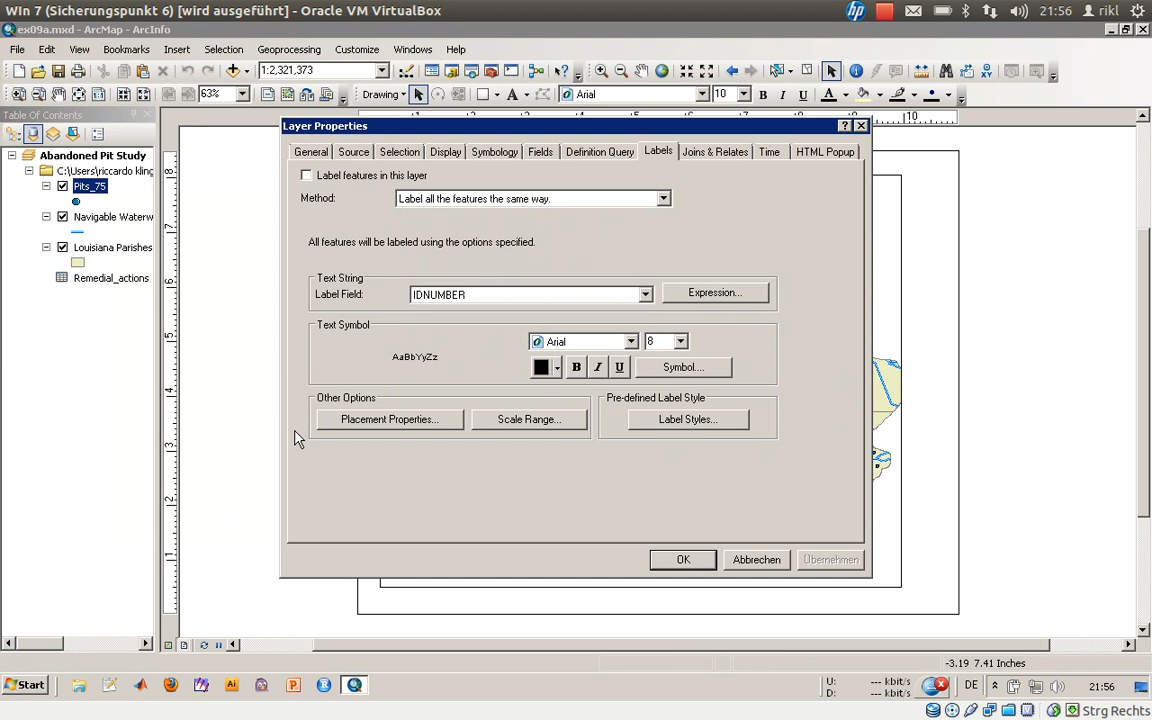 WIn 7 (Sicherungspunkt 6) [wird ausgeführt] - Oracle VM VirtualBox
21:56 rikl
ex09a.mxd - ArcMap - ArcInfo
File Edit View Bookmarks Insert Selection Geoprocessing Customize Windows Help
1:2,321,373
63% Drawing Arial 10 B I U A
Table Of Contents
Abandoned Pit Study
C:\Users\riccardo kling
Pits_75
Navigable Waterw
Louisiana Parishes
Remedial_actions
Layer Properties
General Source Selection Display Symbology Fields Definition Query Labels Joins & Relates Time HTML Popup
Label features in this layer
Method: Label all the features the same way.
All features will be labeled using the options specified.
Text String
Label Field: IDNUMBER Expression...
Text Symbol
AaBbYyZz
Arial 8
B I U Symbol....
Other Options
Placement Properties... Scale Range...
Pre-defined Label Style
Label Styles...
OK Abbrechen Übernehmen
-3.19 7.41 Inches
Start
U: --- kbit/s
D: --- kbit/s
DE 21:56
Strg Rechts